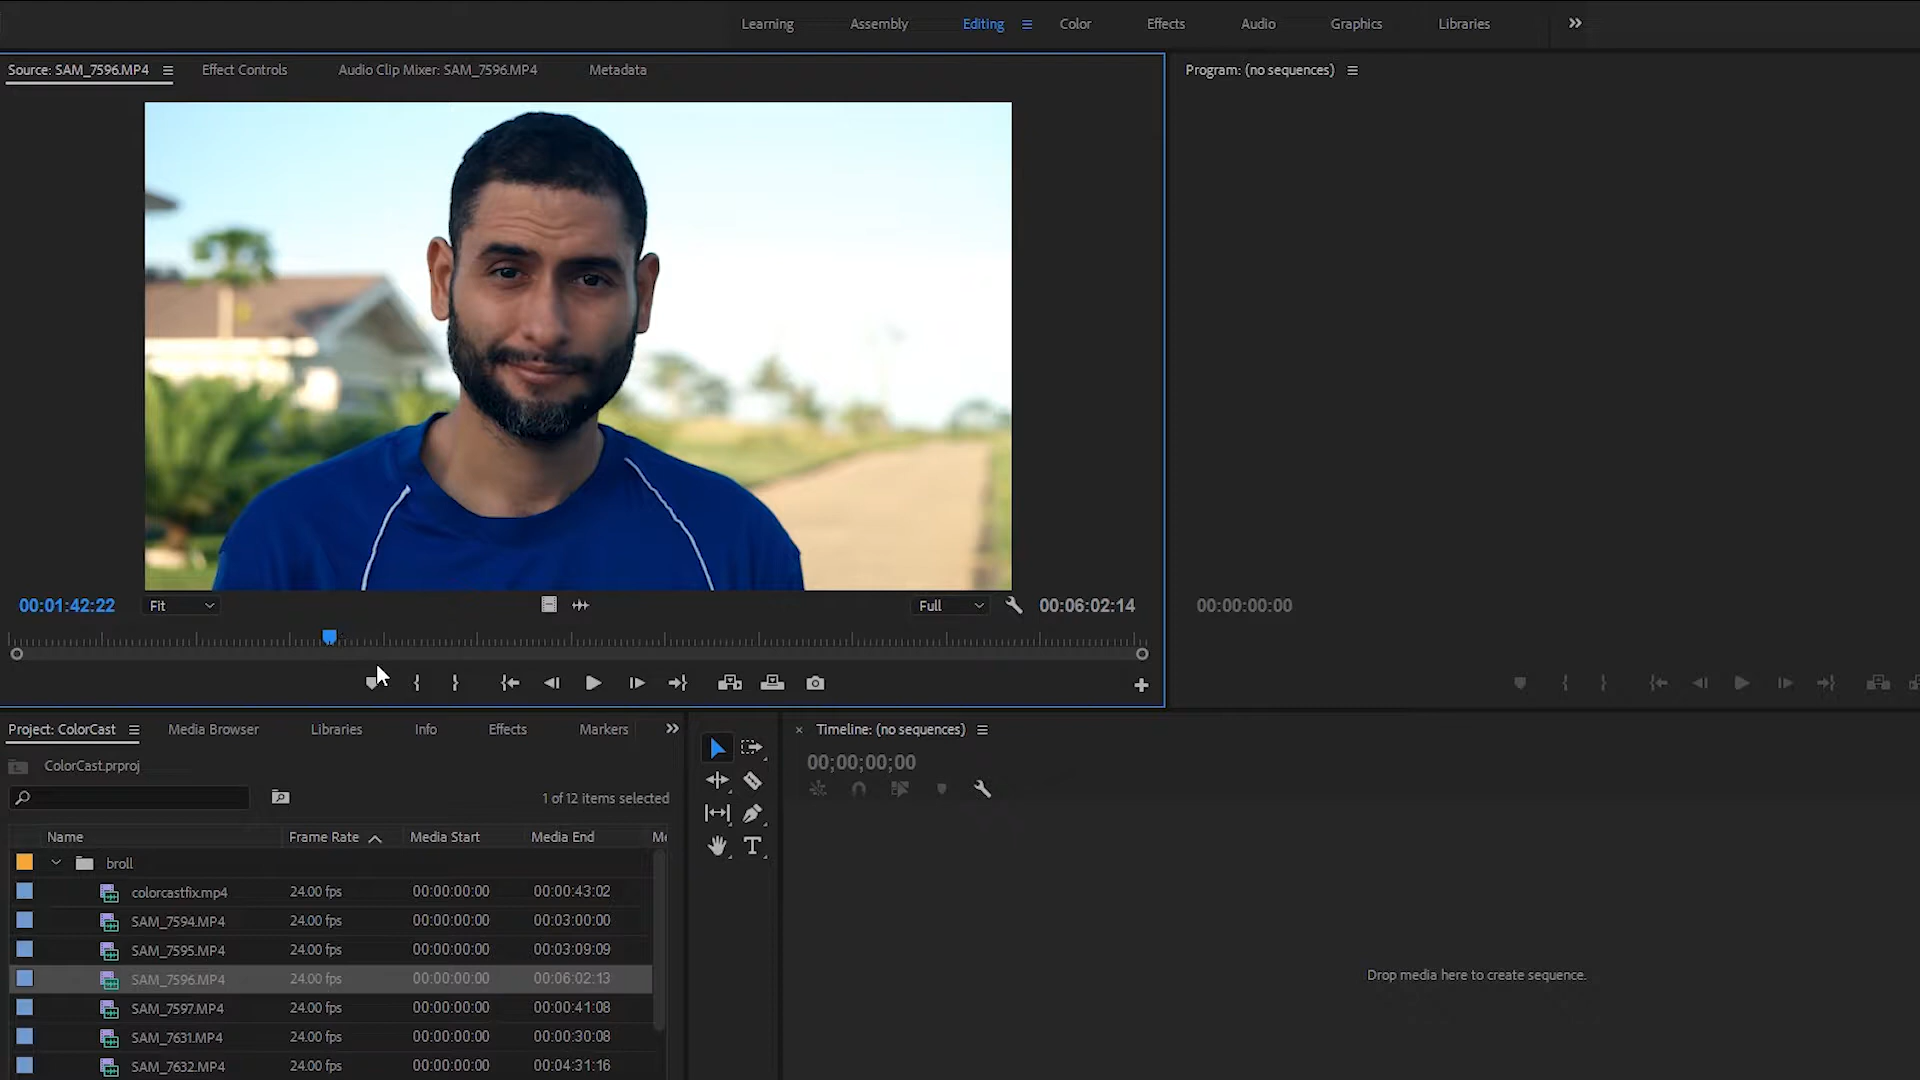 Learning Assembly Editing Color Effects Audio Graphics Libraries
Source: SAM_7596.MP4 Effect Controls Audio Clip Mixer: SAM_7596.MP4 Metadata
Program: (no sequences)
00:01:42:22 Fit Full 00:06:02:14
00:00:00:00
Project: ColorCast Media Browser Libraries Info Effects Markers
ColorCast.prproj
1 of 12 items selected
Name Frame Rate Media Start Media End Me
broll
colorcastfix.mp4 24.00 fps 00:00:00:00 00:00:43:02
SAM_7594.MP4 24.00 fps 00:00:00:00 00:03:00:00
SAM_7595.MP4 24.00 fps 00:00:00:00 00:03:09:09
SAM_7596.MP4 24.00 fps 00:00:00:00 00:06:02:13
SAM_7597.MP4 24.00 fps 00:00:00:00 00:00:41:08
SAM_7631.MP4 24.00 fps 00:00:00:00 00:00:30:08
SAM_7632.MP4 24.00 fps 00:00:00:00 00:04:31:16
Timeline: (no sequences)
00;00;00;00
Drop media here to create sequence.